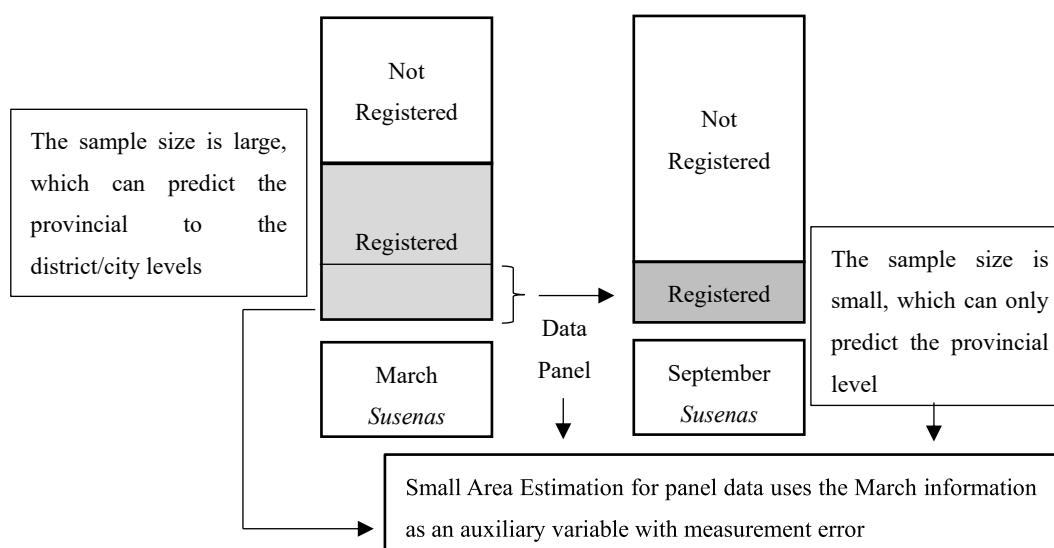 The sample size is large,
which can predict the
provincial to the
district/city levels
Not
Registered
Registered
March
Susenas
Data
Panel
Not
Registered
Registered
September
Susenas
The sample size is
small, which can only
predict the provincial
level
Small Area Estimation for panel data uses the March information
as an auxiliary variable with measurement error